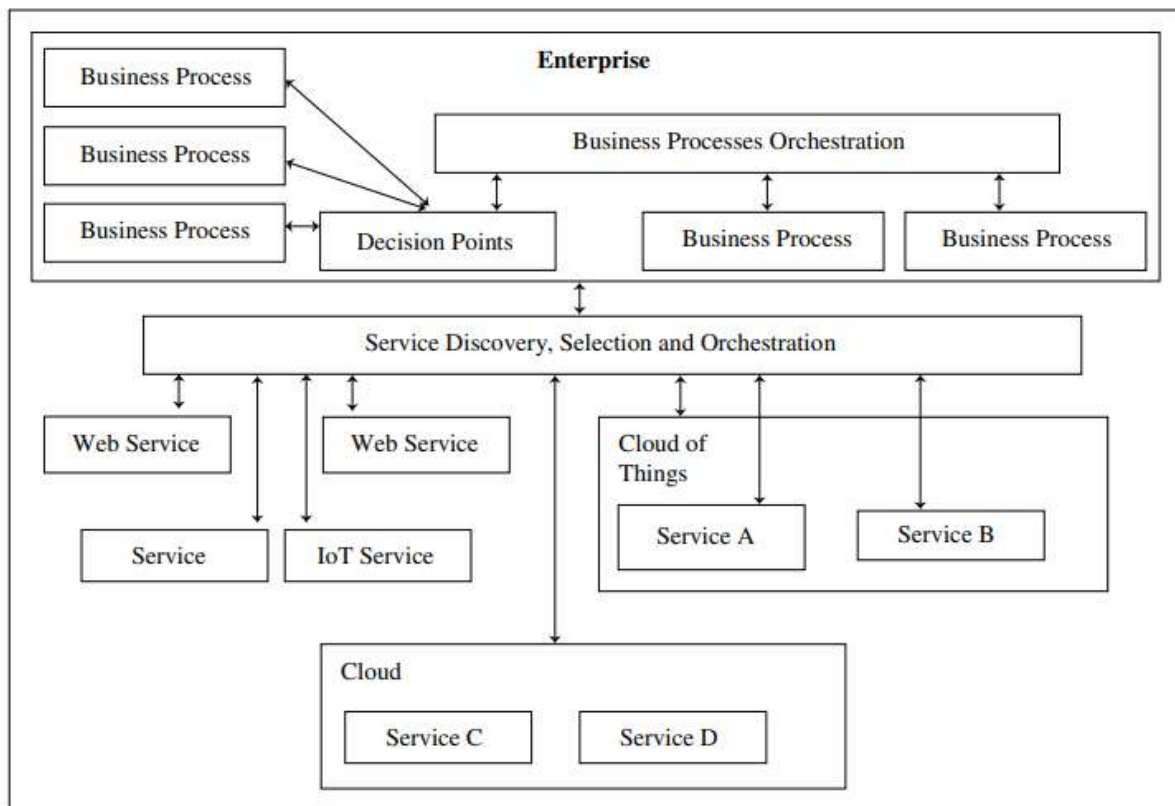 Enterprise
Business Process
Business Process
Business Process
Business Processes Orchestration
Decision Points
Business Process
Business Process
Service Discovery, Selection and Orchestration
Web Service
Web Service
Service
IoT Service
Cloud of
Things
Service A
Service B
Cloud
Service C
Service D